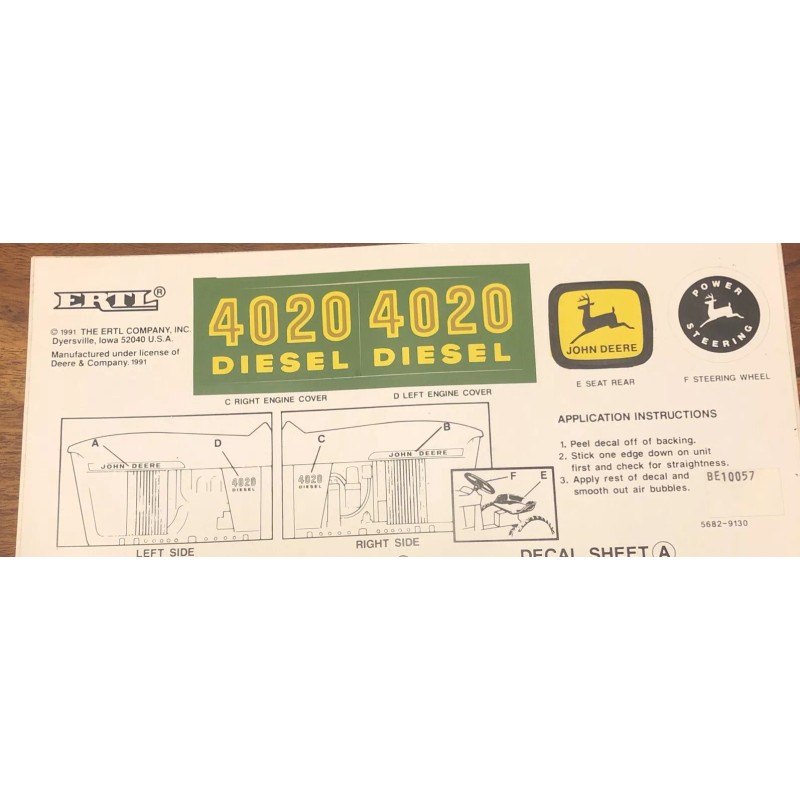 ERTL®
© 1991 THE ERTL COMPANY, INC.
Dyersville, Iowa 52040 U.S.A.
Manufactured under license of
Deere & Company. 1991
4020
DIESEL
4020
DIESEL
C RIGHT ENGINE COVER
D LEFT ENGINE COVER
JOHN DEERE
E SEAT REAR
POWER
STEERING
F STEERING WHEEL
A
D
JOHN DEERE
4020
DIESEL
LEFT SIDE
C
B
JOHN DEERE
4020
DIESEL
RIGHT SIDE
F
E
APPLICATION INSTRUCTIONS
1. Peel decal off of backing.
2. Stick one edge down on unit
first and check for straightness.
3. Apply rest of decal and
smooth out air bubbles.
BE10057
5682-9130
DECAL SHEET A